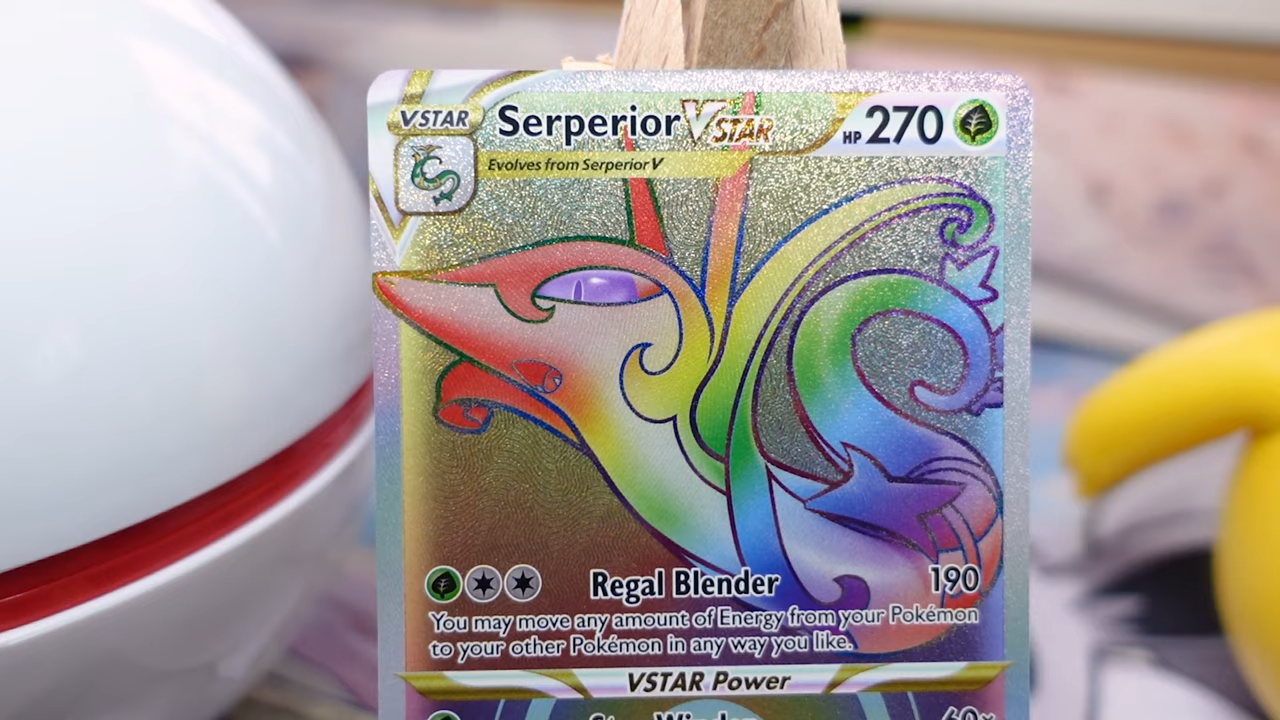 VSTAR
Serperior VSTAR
HP 270
Evolves from Serperior V
Regal Blender 190
You may move any amount of Energy from your Pokémon
to your other Pokémon in any way you like.
VSTAR Power
60×